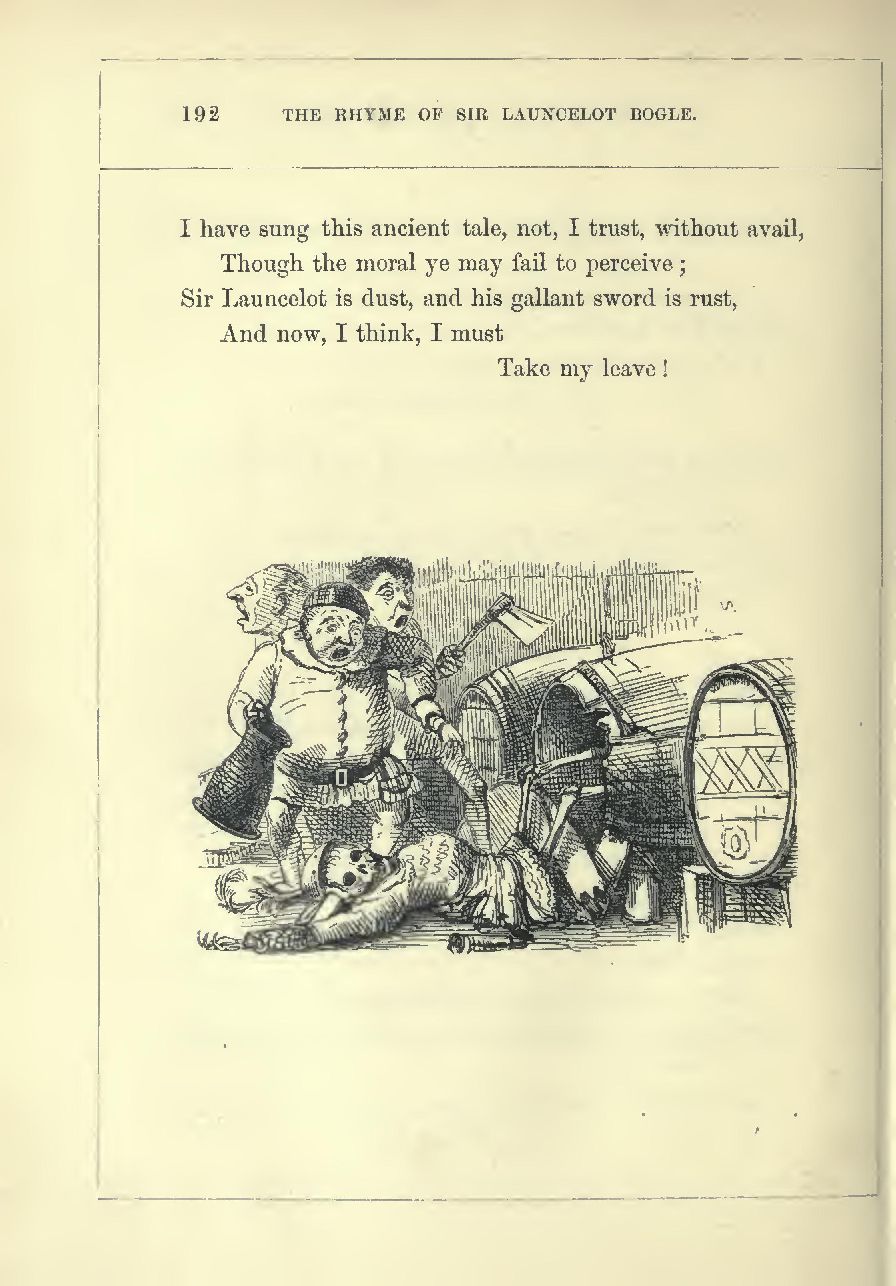 192 THE RHYME OF SIR LAUNCELOT BOGLE.
I have sung this ancient tale, not, I trust, without avail,
Though the moral ye may fail to perceive;
Sir Launcelot is dust, and his gallant sword is rust,
And now, I think, I must
Take my leave!
S.
XXX